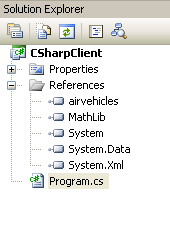 Solution Explorer
CSharpClient
Properties
References
airvehicles
MathLib
System
System.Data
System.Xml
Program.cs